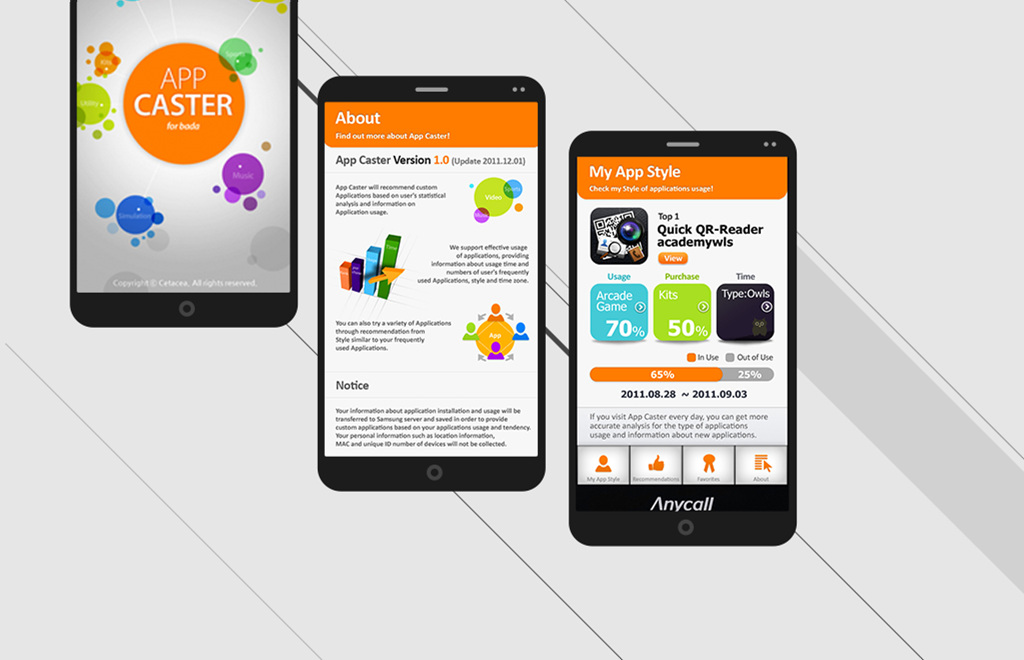 Kits
Sports
Utility
APP
CASTER
for bada
Music
Simulation
Copyright © Cetacea. All rights reserved.
About
Find out more about App Caster!
App Caster Version 1.0 (Update 2011.12.01)
App Caster will recommend custom
Applications based on user's statistical
analysis and information on
Application usage.
Video
We support effective usage
of applications, providing
information about usage time and
numbers of user's frequently
used Applications, style and time zone.
You can also try a variety of Applications
through recommendation from
Style similar to your frequently
used Applications.
App
Notice
Your information about application installation and usage will be
transferred to Samsung server and saved in order to provide
custom applications based on your applications usage and tendency.
Your personal information such as location information,
MAC and unique ID number of devices will not be collected.
My App Style
Check my Style of applications usage!
Top 1
Quick QR-Reader
academywls
View
Usage Purchase Time
Arcade
Game
70%
Kits
50%
Type:Owls
In Use Out of Use
65% 25%
2011.08.28 ~ 2011.09.03
If you visit App Caster every day, you can get more
accurate analysis for the type of applications
usage and information about new applications.
My App Style Recommendations Favorites About
Anycall